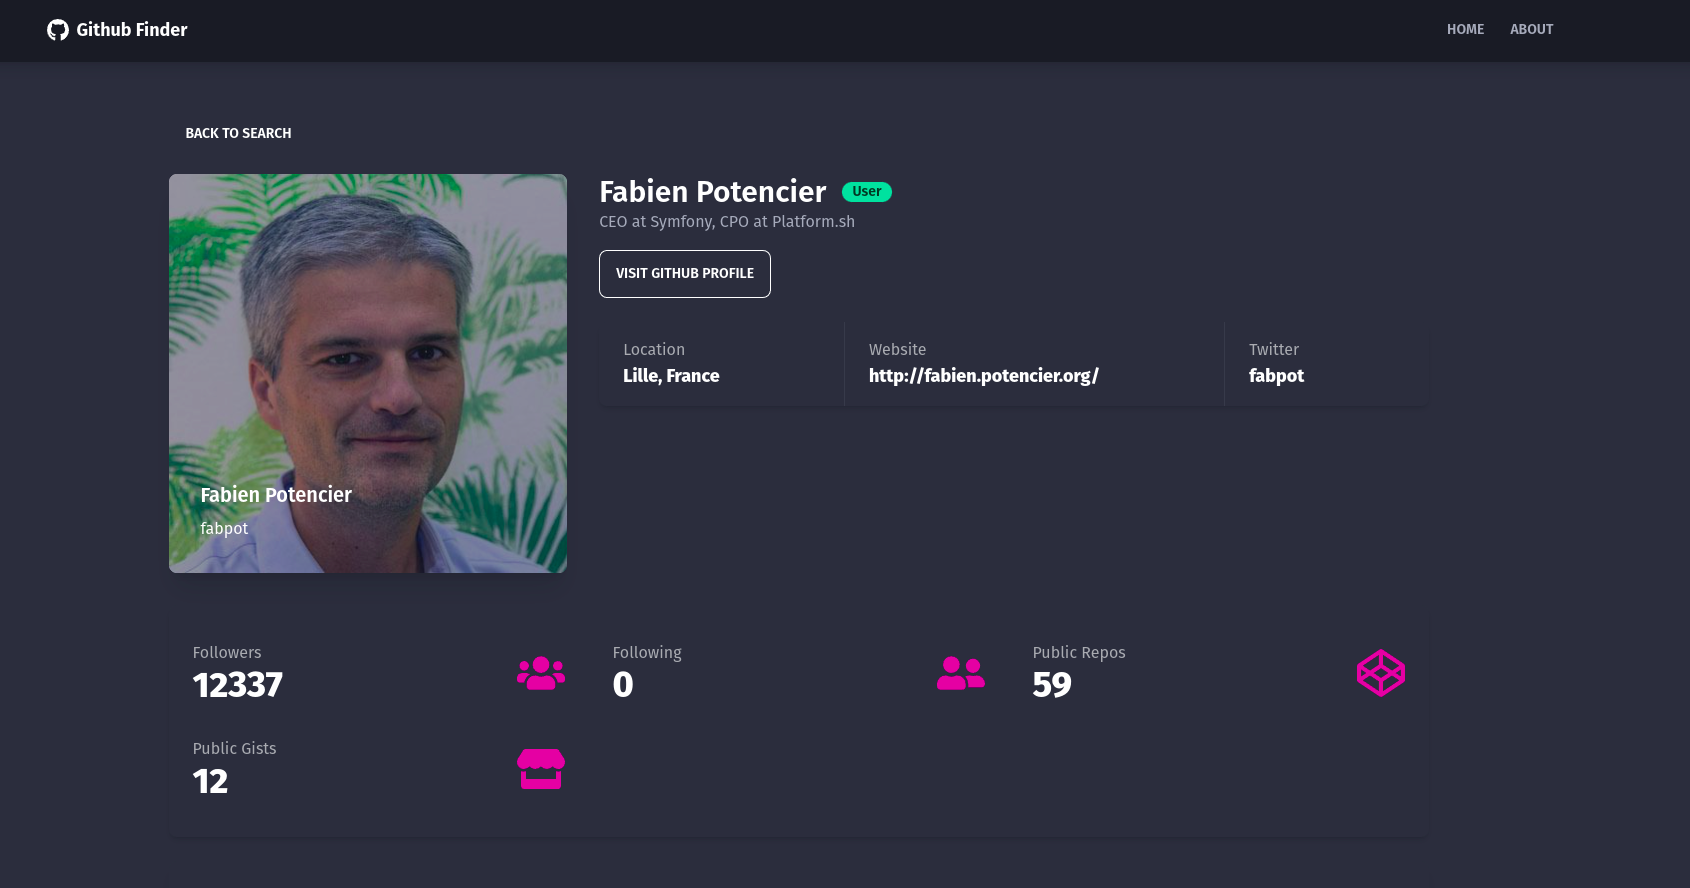 Github Finder
HOME
ABOUT
BACK TO SEARCH
Fabien Potencier
fabpot
Fabien Potencier User
CEO at Symfony, CPO at Platform.sh
VISIT GITHUB PROFILE
Location
Lille, France
Website
http://fabien.potencier.org/
Twitter
fabpot
Followers
12337
Following
0
Public Repos
59
Public Gists
12